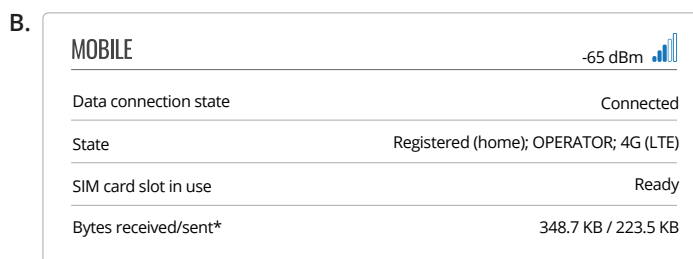 B.
MOBILE -65 dBm
Data connection state Connected
State Registered (home); OPERATOR; 4G (LTE)
SIM card slot in use Ready
Bytes received/sent* 348.7 KB / 223.5 KB